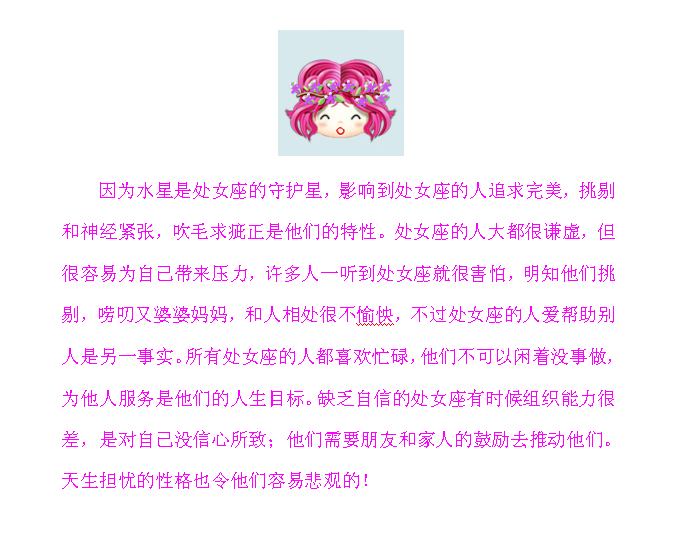 因为水星是处女座的守护星，影响到处女座的人追求完美，挑剔
和神经紧张，吹毛求疵正是他们的特性。处女座的人大都很谦虚，但
很容易为自己带来压力，许多人一听到处女座就很害怕，明知他们挑
剔，唠叨又婆婆妈妈，和人相处很不愉怏，不过处女座的人爱帮助别
人是另一事实。所有处女座的人都喜欢忙碌，他们不可以闲着没事做，
为他人服务是他们的人生目标。缺乏自信的处女座有时候组织能力很
差，是对自己没信心所致；他们需要朋友和家人的鼓励去推动他们。
天生担忧的性格也令他们容易悲观的！